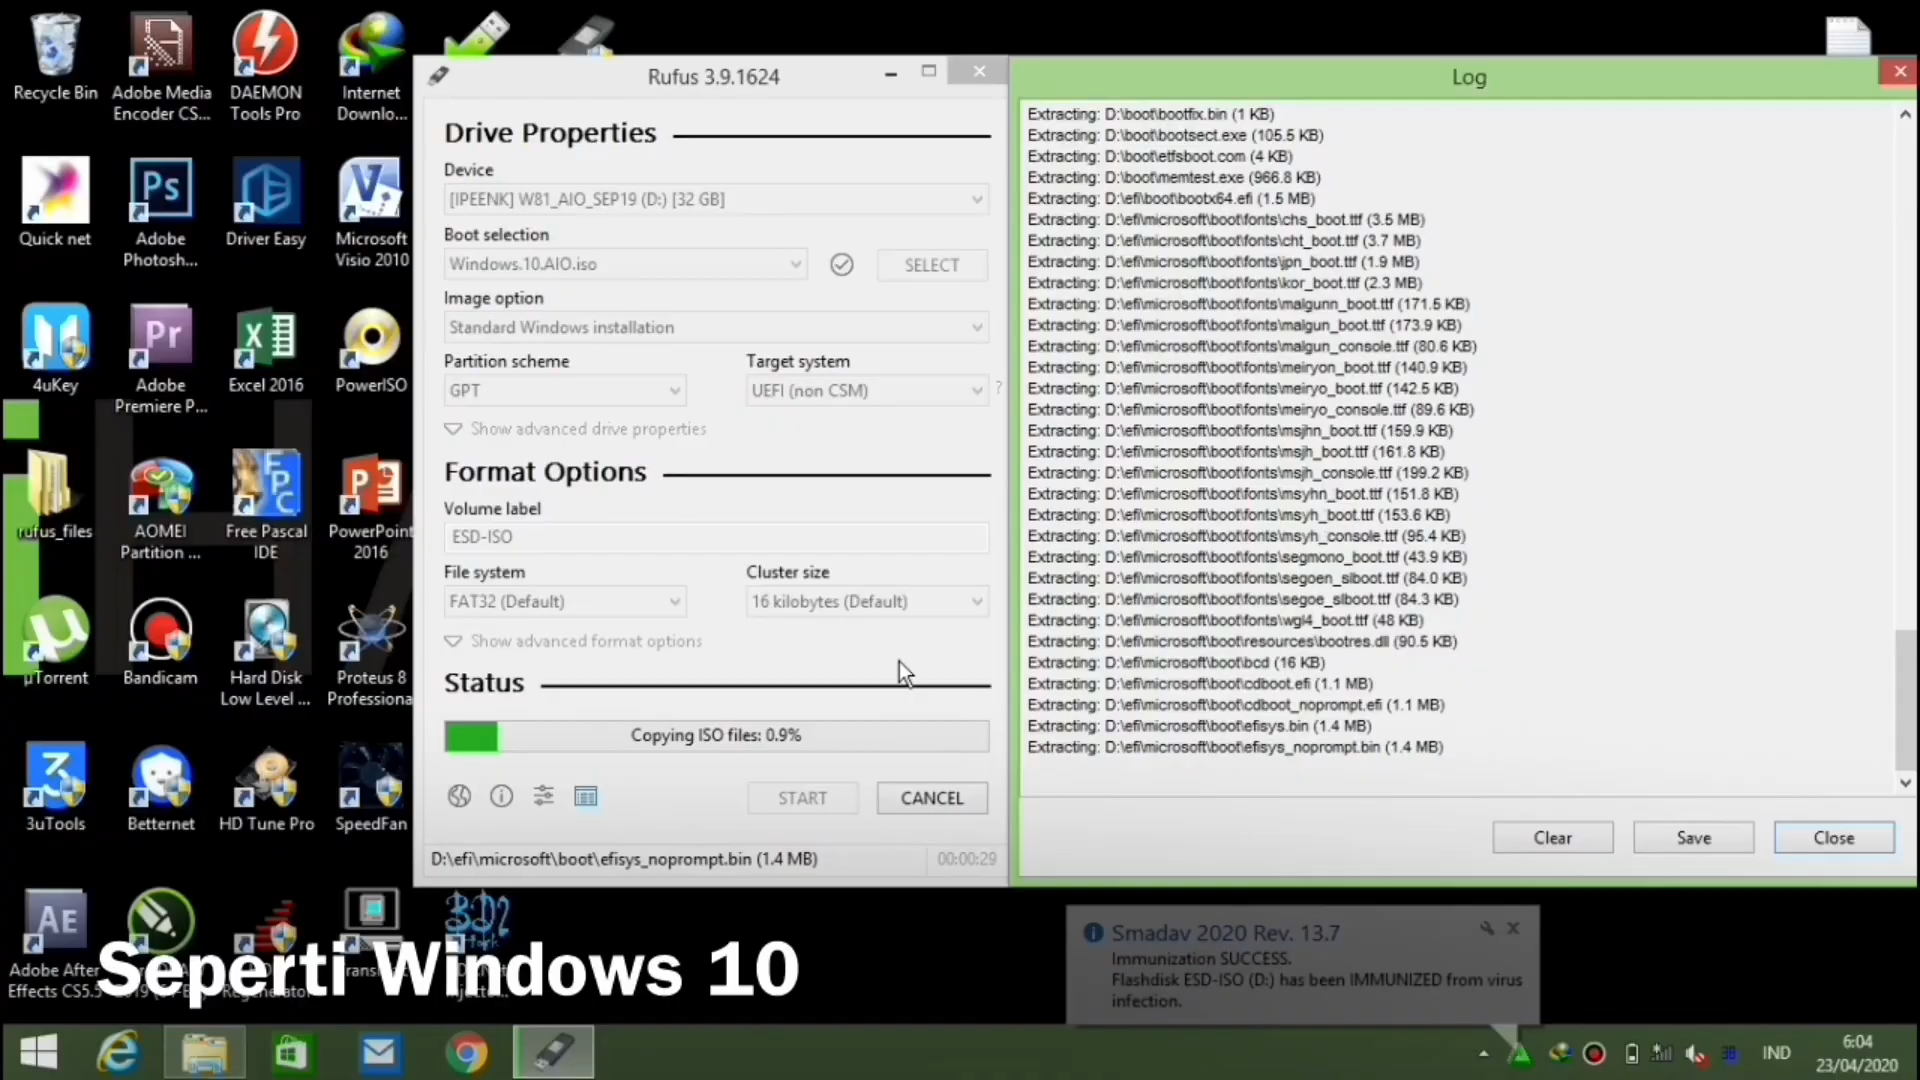 Recycle Bin
Adobe Media
Encoder CS...
DAEMON
Tools Pro
Internet
Downlo...
Quick net
Adobe
Photosh...
Driver Easy
Microsoft
Visio 2010
4uKey
Adobe
Premiere P...
Excel 2016
PowerISO
rufus_files
AOMEI
Partition ...
Free Pascal
IDE
PowerPoint
2016
µTorrent
Bandicam
Hard Disk
Low Level ...
Proteus 8
Professiona
3uTools
Betternet
HD Tune Pro
SpeedFan
Adobe After
Effects CS5.5
Seperti Windows 10
Rufus 3.9.1624
Drive Properties
Device
[IPEENK] W81_AIO_SEP19 (D:) [32 GB]
Boot selection
Windows.10.AIO.iso
SELECT
Image option
Standard Windows installation
Partition scheme
Target system
GPT
UEFI (non CSM)
?
Show advanced drive properties
Format Options
Volume label
ESD-ISO
File system
Cluster size
FAT32 (Default)
16 kilobytes (Default)
Show advanced format options
Status
Copying ISO files: 0.9%
START
CANCEL
D:\efi\microsoft\boot\efisys_noprompt.bin (1.4 MB)
00:00:29
Log
Extracting: D:\boot\bootfix.bin (1 KB)
Extracting: D:\boot\bootsect.exe (105.5 KB)
Extracting: D:\boot\etfsboot.com (4 KB)
Extracting: D:\boot\memtest.exe (966.8 KB)
Extracting: D:\efi\boot\bootx64.efi (1.5 MB)
Extracting: D:\efi\microsoft\boot\fonts\chs_boot.ttf (3.5 MB)
Extracting: D:\efi\microsoft\boot\fonts\cht_boot.ttf (3.7 MB)
Extracting: D:\efi\microsoft\boot\fonts\jpn_boot.ttf (1.9 MB)
Extracting: D:\efi\microsoft\boot\fonts\kor_boot.ttf (2.3 MB)
Extracting: D:\efi\microsoft\boot\fonts\malgunn_boot.ttf (171.5 KB)
Extracting: D:\efi\microsoft\boot\fonts\malgun_boot.ttf (173.9 KB)
Extracting: D:\efi\microsoft\boot\fonts\malgun_console.ttf (80.6 KB)
Extracting: D:\efi\microsoft\boot\fonts\meiryon_boot.ttf (140.9 KB)
Extracting: D:\efi\microsoft\boot\fonts\meiryo_boot.ttf (142.5 KB)
Extracting: D:\efi\microsoft\boot\fonts\meiryo_console.ttf (89.6 KB)
Extracting: D:\efi\microsoft\boot\fonts\msjhn_boot.ttf (159.9 KB)
Extracting: D:\efi\microsoft\boot\fonts\msjh_boot.ttf (161.8 KB)
Extracting: D:\efi\microsoft\boot\fonts\msjh_console.ttf (199.2 KB)
Extracting: D:\efi\microsoft\boot\fonts\msyhn_boot.ttf (151.8 KB)
Extracting: D:\efi\microsoft\boot\fonts\msyh_boot.ttf (153.6 KB)
Extracting: D:\efi\microsoft\boot\fonts\msyh_console.ttf (95.4 KB)
Extracting: D:\efi\microsoft\boot\fonts\segmono_boot.ttf (43.9 KB)
Extracting: D:\efi\microsoft\boot\fonts\segoen_slboot.ttf (84.0 KB)
Extracting: D:\efi\microsoft\boot\fonts\segoe_slboot.ttf (84.3 KB)
Extracting: D:\efi\microsoft\boot\fonts\wgl4_boot.ttf (48 KB)
Extracting: D:\efi\microsoft\boot\resources\bootres.dll (90.5 KB)
Extracting: D:\efi\microsoft\boot\bcd (16 KB)
Extracting: D:\efi\microsoft\boot\cdboot.efi (1.1 MB)
Extracting: D:\efi\microsoft\boot\cdboot_noprompt.efi (1.1 MB)
Extracting: D:\efi\microsoft\boot\efisys.bin (1.4 MB)
Extracting: D:\efi\microsoft\boot\efisys_noprompt.bin (1.4 MB)
Clear
Save
Close
Smadav 2020 Rev. 13.7
Immunization SUCCESS.
Flashdisk ESD-ISO (D:) has been IMMUNIZED from virus
infection.
IND
6:04
23/04/2020